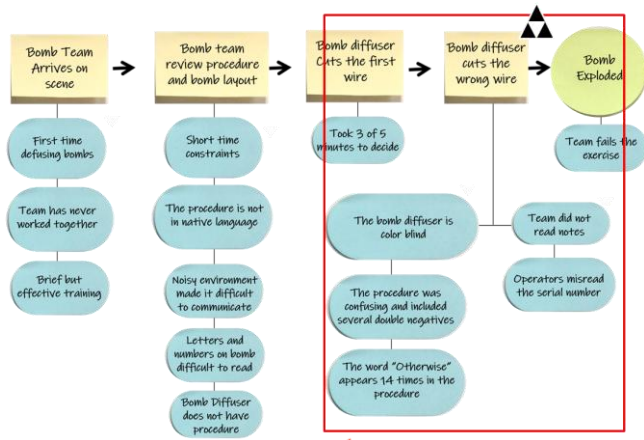 Bomb Team
Arrives on
scene
Bomb team
review procedure
and bomb layout
Bomb diffuser
Cuts the first
wire
Bomb diffuser
cuts the
wrong wire
Bomb
Exploded
First time
defusing bombs
Team has never
worked together
Brief but
effective training
Short time
constraints
The procedure is not
in native language
Noisy environment
made it difficult
to communicate
Letters and
numbers on bomb
difficult to read
Bomb Diffuser
does not have
procedure
Took 3 of 5
minutes to decide
The bomb diffuser is
color blind
The procedure was
confusing and included
several double negatives
The word "Otherwise"
appears 14 times in the
procedure
Team did not
read notes
Operators misread
the serial number
Team fails the
exercise